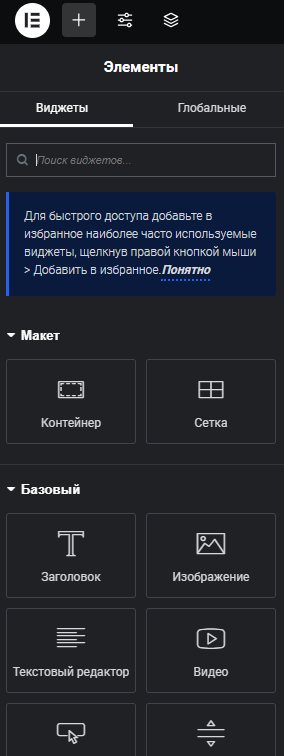 Элементы
Виджеты
Глобальные
Поиск виджетов...
Для быстрого доступа добавьте в
избранное наиболее часто используемые
виджеты, щелкнув правой кнопкой мыши
> Добавить в избранное.Понятно
Макет
Контейнер
Сетка
Базовый
Заголовок
Изображение
Текстовый редактор
Видео